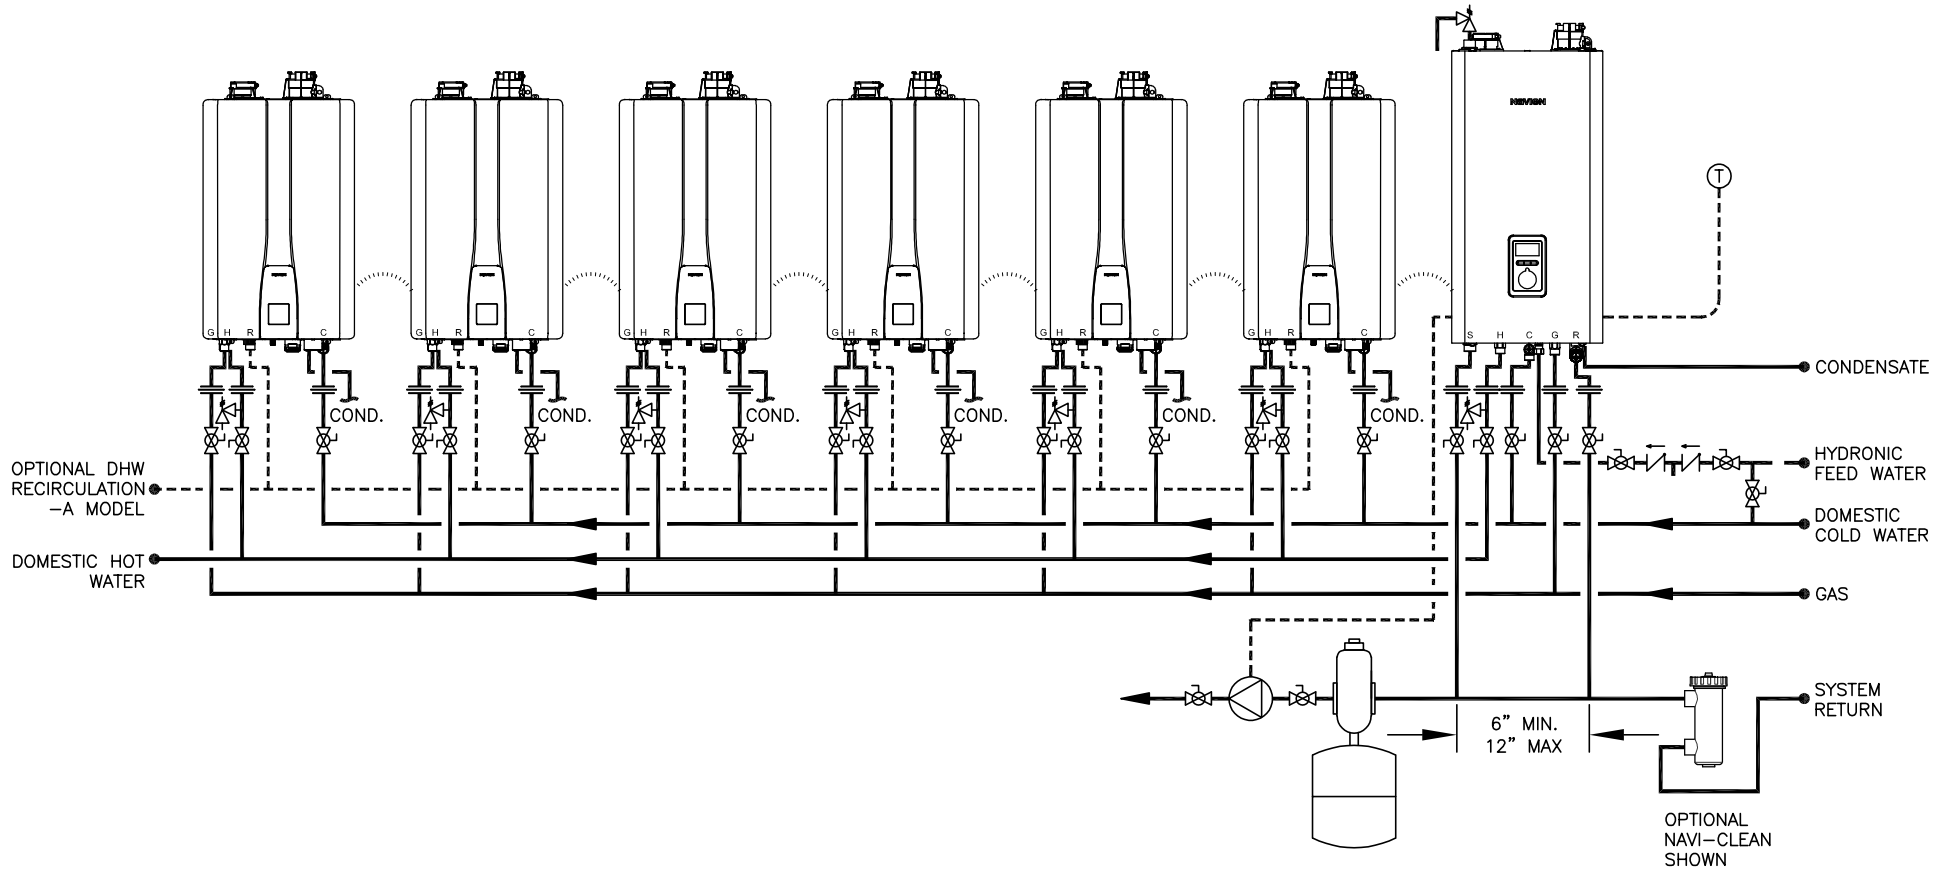 NAVIEN
T
G H R C
G H R C
G H R C
G H R C
G H R C
G H R C
S H C G R
COND.
COND.
COND.
COND.
COND.
COND.
CONDENSATE
OPTIONAL DHW
RECIRCULATION
-A MODEL
HYDRONIC
FEED WATER
DOMESTIC
COLD WATER
DOMESTIC HOT
WATER
GAS
SYSTEM
RETURN
6” MIN.
12” MAX
OPTIONAL
NAVI-CLEAN
SHOWN